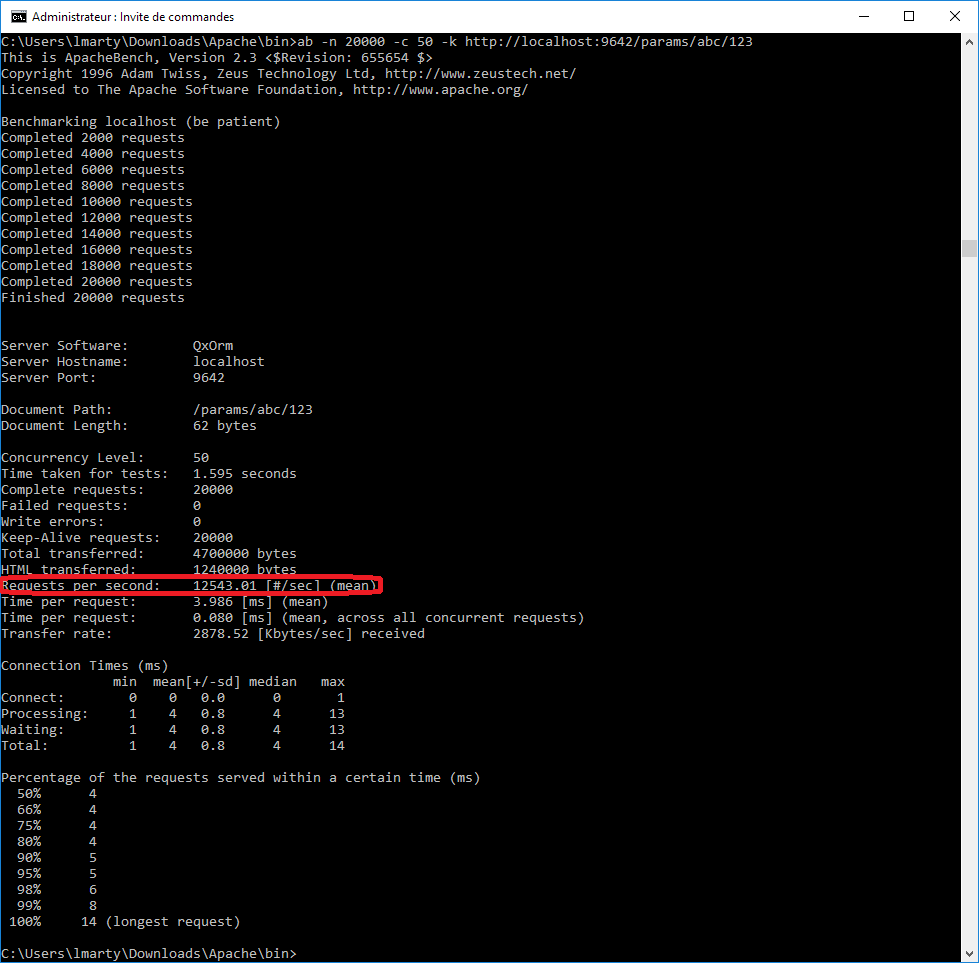 Administrateur : Invite de commandes
C:\Users\lmarty\Downloads\Apache\bin>ab -n 20000 -c 50 -k http://localhost:9642/params/abc/123
This is ApacheBench, Version 2.3 <$Revision: 655654 $>
Copyright 1996 Adam Twiss, Zeus Technology Ltd, http://www.zeustech.net/
Licensed to The Apache Software Foundation, http://www.apache.org/

Benchmarking localhost (be patient)
Completed 2000 requests
Completed 4000 requests
Completed 6000 requests
Completed 8000 requests
Completed 10000 requests
Completed 12000 requests
Completed 14000 requests
Completed 16000 requests
Completed 18000 requests
Completed 20000 requests
Finished 20000 requests

Server Software:        QxOrm
Server Hostname:        localhost
Server Port:            9642

Document Path:          /params/abc/123
Document Length:        62 bytes

Concurrency Level:      50
Time taken for tests:   1.595 seconds
Complete requests:      20000
Failed requests:        0
Write errors:           0
Keep-Alive requests:    20000
Total transferred:      4700000 bytes
HTML transferred:       1240000 bytes
Requests per second:    12543.01 [#/sec] (mean)
Time per request:       3.986 [ms] (mean)
Time per request:       0.080 [ms] (mean, across all concurrent requests)
Transfer rate:          2878.52 [Kbytes/sec] received

Connection Times (ms)
              min  mean[+/-sd] median   max
Connect:        0    0   0.0      0       1
Processing:     1    4   0.8      4      13
Waiting:        1    4   0.8      4      13
Total:          1    4   0.8      4      14

Percentage of the requests served within a certain time (ms)
  50%      4
  66%      4
  75%      4
  80%      4
  90%      5
  95%      5
  98%      6
  99%      8
 100%     14 (longest request)

C:\Users\lmarty\Downloads\Apache\bin>